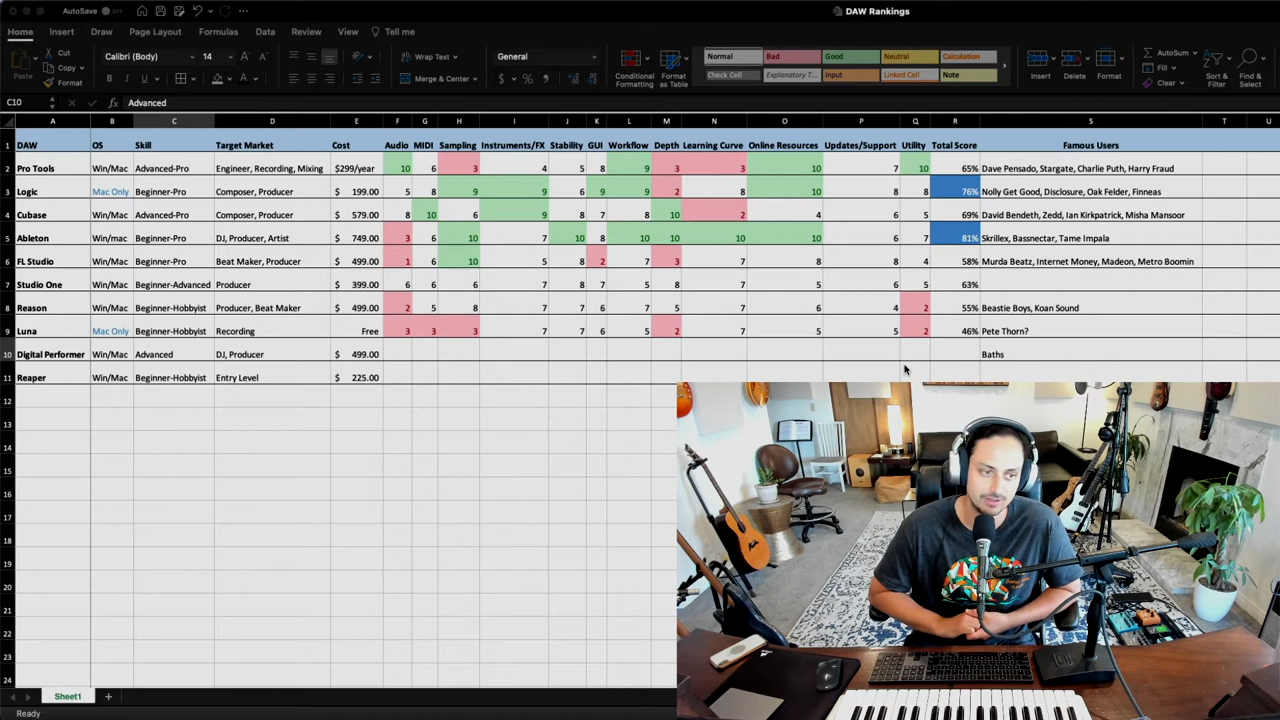 AutoSave OFF DAW Rankings
Home Insert Draw Page Layout Formulas Data Review View Tell me
Paste Cut Calibri (Body) 14 A A Wrap Text General Conditional Formatting Format as Table Normal Bad Good Neutral Calculation Insert Delete Format AutoSum Sort & Filter Find & Select
Copy Format B I U Merge & Center $ % Check Cell Explanatory T... Input Linked Cell Note Fill Clear
C10 fx Advanced
A B C D E F G H I J K L M N O P Q R S T U
1 DAW OS Skill Target Market Cost Audio MIDI Sampling Instruments/FX Stability GUI Workflow Depth Learning Curve Online Resources Updates/Support Utility Total Score Famous Users
2 Pro Tools Win/Mac Advanced-Pro Engineer, Recording, Mixing $299/year 10 6 3 4 5 8 9 3 3 10 7 10 65% Dave Pensado, Stargate, Charlie Puth, Harry Fraud
3 Logic Mac Only Beginner-Pro Composer, Producer $ 199.00 5 8 9 9 6 9 9 2 8 10 8 8 76% Nolly Get Good, Disclosure, Oak Felder, Finneas
4 Cubase Win/Mac Advanced-Pro Composer, Producer $ 579.00 8 10 6 9 8 7 8 10 2 4 6 5 69% David Bendeth, Zedd, Ian Kirkpatrick, Misha Mansoor
5 Ableton Win/Mac Beginner-Pro DJ, Producer, Artist $ 749.00 3 6 10 7 10 8 10 10 10 10 6 7 81% Skrillex, Bassnectar, Tame Impala
6 FL Studio Win/Mac Beginner-Pro Beat Maker, Producer $ 499.00 1 6 10 5 8 2 7 3 7 8 8 4 58% Murda Beatz, Internet Money, Madeon, Metro Boomin
7 Studio One Win/Mac Beginner-Advanced Producer $ 399.00 6 6 6 7 8 7 8 5 7 5 6 5 63%
8 Reason Win/Mac Beginner-Hobbyist Producer, Beat Maker $ 499.00 2 5 8 8 6 8 7 5 7 6 4 2 55% Beastie Boys, Koan Sound
9 Luna Mac Only Beginner-Hobbyist Recording Free 3 3 3 7 7 6 5 2 7 5 5 2 46% Pete Thorn?
10 Digital Performer Win/Mac Advanced DJ, Producer $ 499.00 Baths
11 Reaper Win/Mac Beginner-Hobbyist Entry Level $ 225.00
12
13
14
15
16
17
18
19
20
21
22
23
24
Sheet1 +
Ready